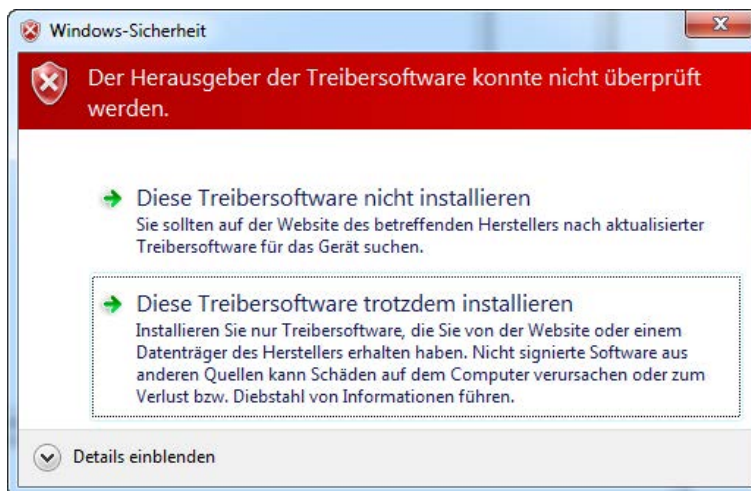 Windows-Sicherheit
Der Herausgeber der Treibersoftware konnte nicht überprüft
werden.
Diese Treibersoftware nicht installieren
Sie sollten auf der Website des betreffenden Herstellers nach aktualisierter
Treibersoftware für das Gerät suchen.
Diese Treibersoftware trotzdem installieren
Installieren Sie nur Treibersoftware, die Sie von der Website oder einem
Datenträger des Herstellers erhalten haben. Nicht signierte Software aus
anderen Quellen kann Schäden auf dem Computer verursachen oder zum
Verlust bzw. Diebstahl von Informationen führen.
Details einblenden